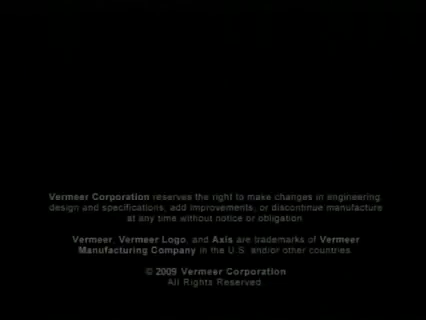 Vermeer Corporation reserves the right to make changes in engineering,
design and specifications, add improvements, or discontinue manufacture
at any time without notice or obligation.
Vermeer, Vermeer Logo, and Axis are trademarks of Vermeer
Manufacturing Company in the U.S. and/or other countries.
© 2009 Vermeer Corporation
All Rights Reserved.